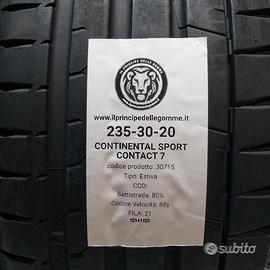 IL PRINCIPE DELLE GOMME
www.ilprincipedellegomme.it
235-30-20
CONTINENTAL SPORT
CONTACT 7
codice prodotto: 30715
Tipo: Estiva
COD:
Battistrada: 80%
Codice Velocità: 88y
FILA: 21
subito